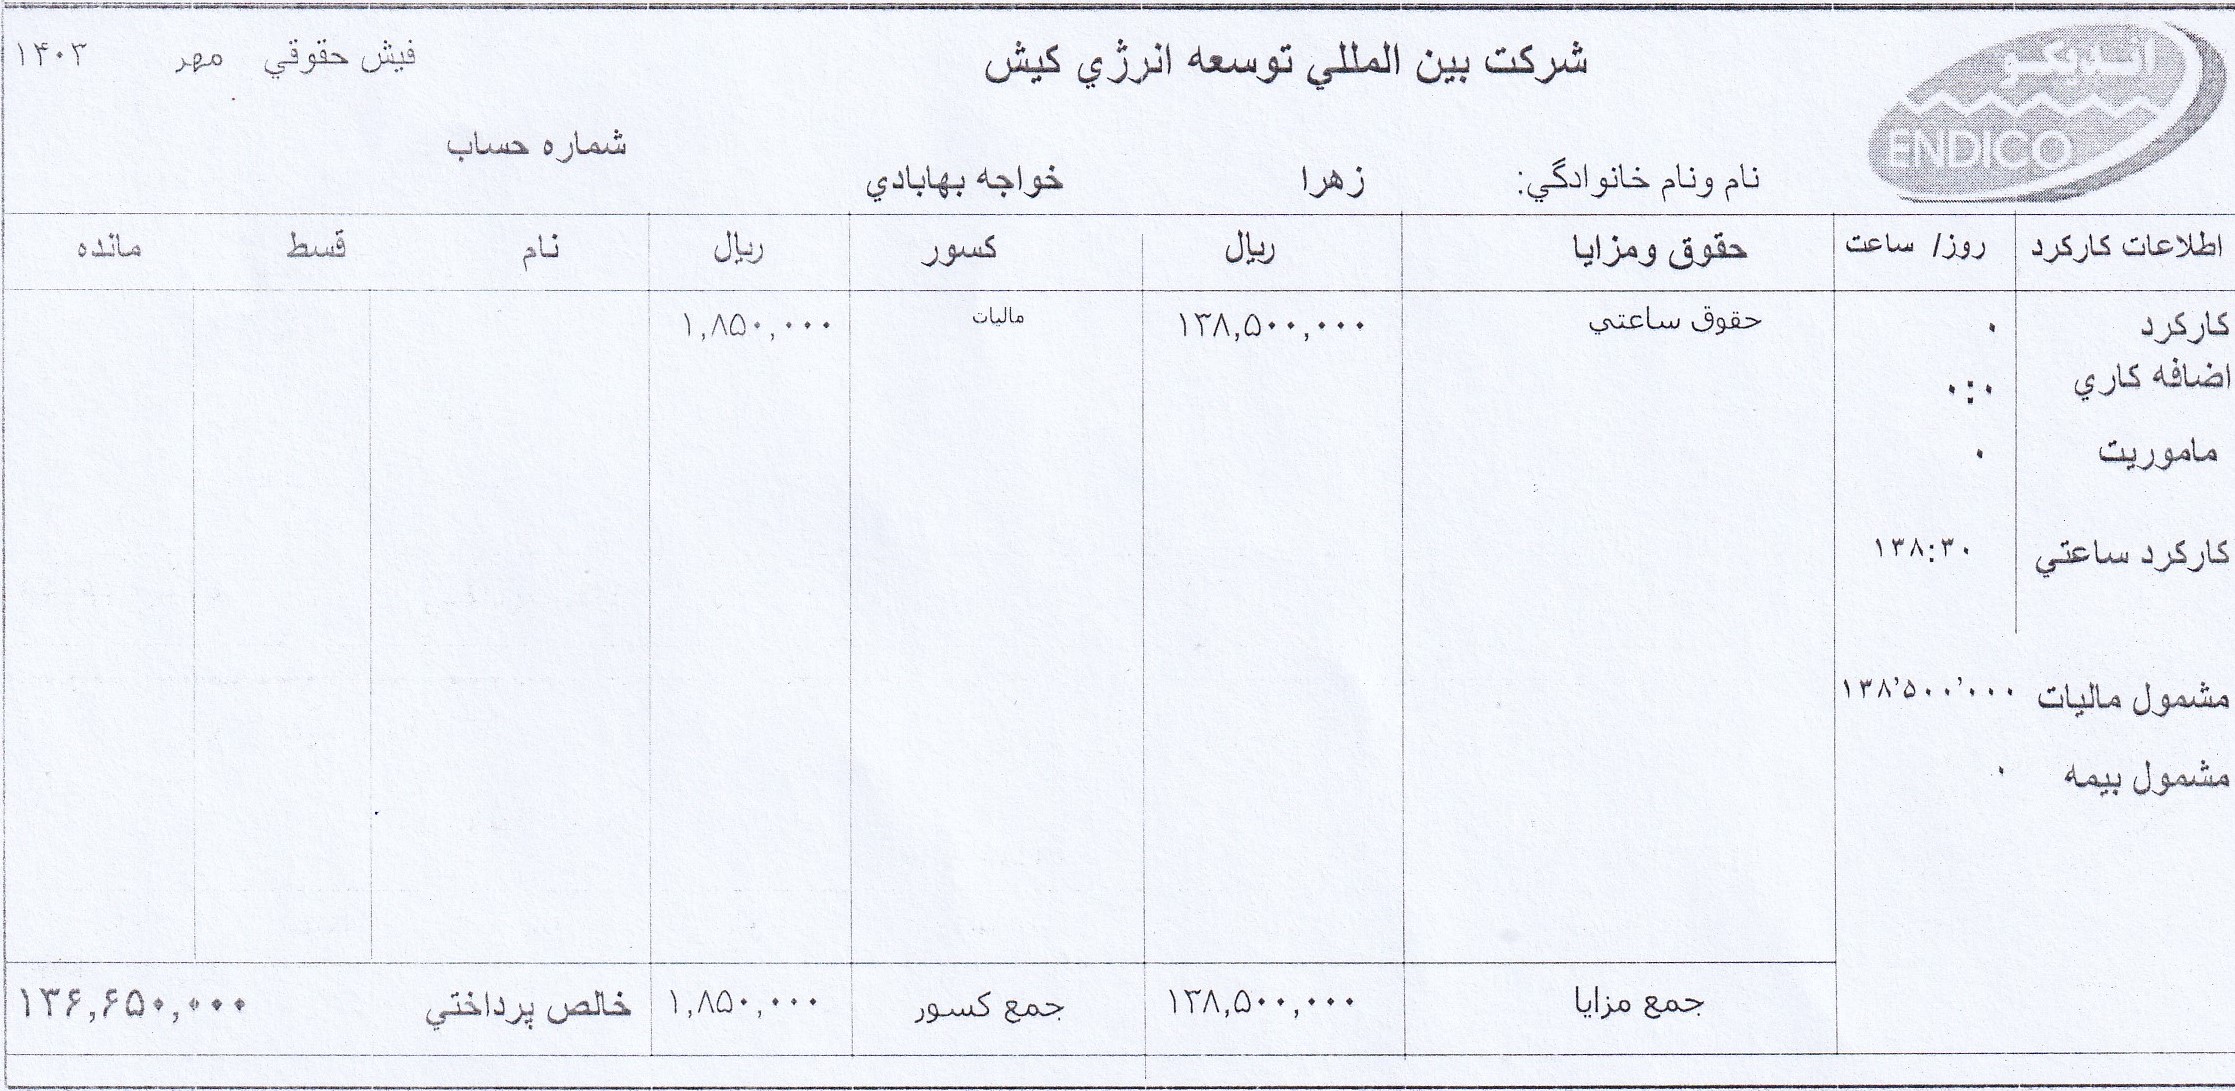 انديكو
ENDICO
شركت بين المللي توسعه انرژي كيش
فيش حقوقي مهر ۱۴۰۳
شماره حساب
نام ونام خانوادگي: زهرا خواجه بهابادي
اطلاعات كاركرد روز/ ساعت حقوق ومزايا ريال كسور ريال نام قسط مانده
كاركرد ۰ حقوق ساعتي ۱۳۸,۵۰۰,۰۰۰ ماليات ۱,۸۵۰,۰۰۰
اضافه كاري ۰:۰
ماموريت ۰
كاركرد ساعتي ۱۳۸:۳۰
مشمول ماليات ۱۳۸'۵۰۰'۰۰۰
مشمول بيمه ۰
جمع مزايا ۱۳۸,۵۰۰,۰۰۰ جمع كسور ۱,۸۵۰,۰۰۰ خالص پرداختي ۱۳۶,۶۵۰,۰۰۰